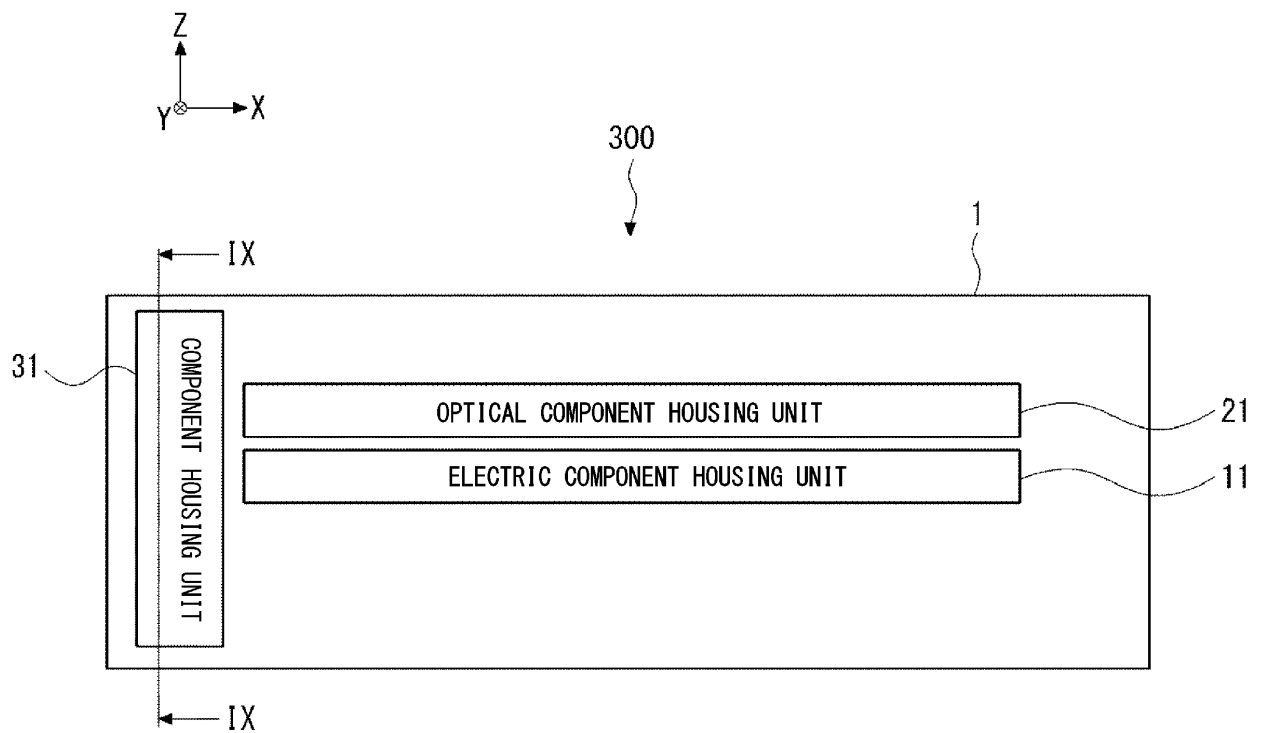 Z
Y
X
300
1
IX
31
COMPONENT HOUSING UNIT
OPTICAL COMPONENT HOUSING UNIT
21
ELECTRIC COMPONENT HOUSING UNIT
11
IX